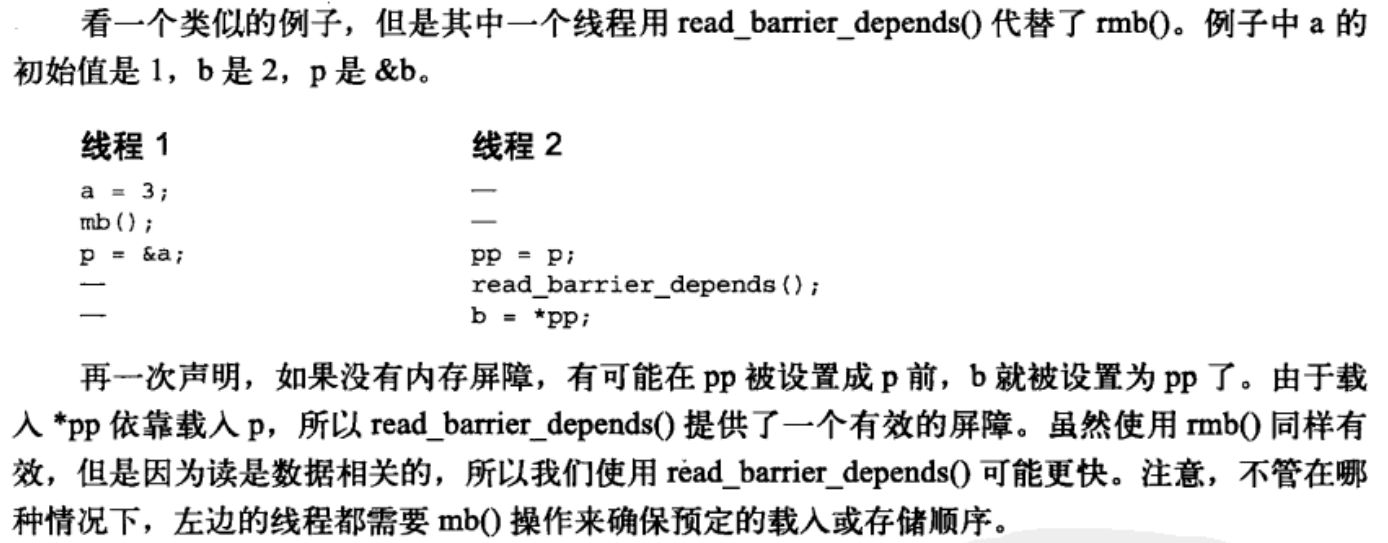 看一个类似的例子，但是其中一个线程用 read_barrier_depends() 代替了 rmb()。例子中 a 的
初始值是 1，b 是 2，p 是 &b。
线程 1 线程 2
a = 3; —
mb(); —
p = &a; pp = p;
— read_barrier_depends();
— b = *pp;
再一次声明，如果没有内存屏障，有可能在 pp 被设置成 p 前，b 就被设置为 pp 了。由于载
入 *pp 依靠载入 p，所以 read_barrier_depends() 提供了一个有效的屏障。虽然使用 rmb() 同样有
效，但是因为读是数据相关的，所以我们使用 read_barrier_depends() 可能更快。注意，不管在哪
种情况下，左边的线程都需要 mb() 操作来确保预定的载入或存储顺序。